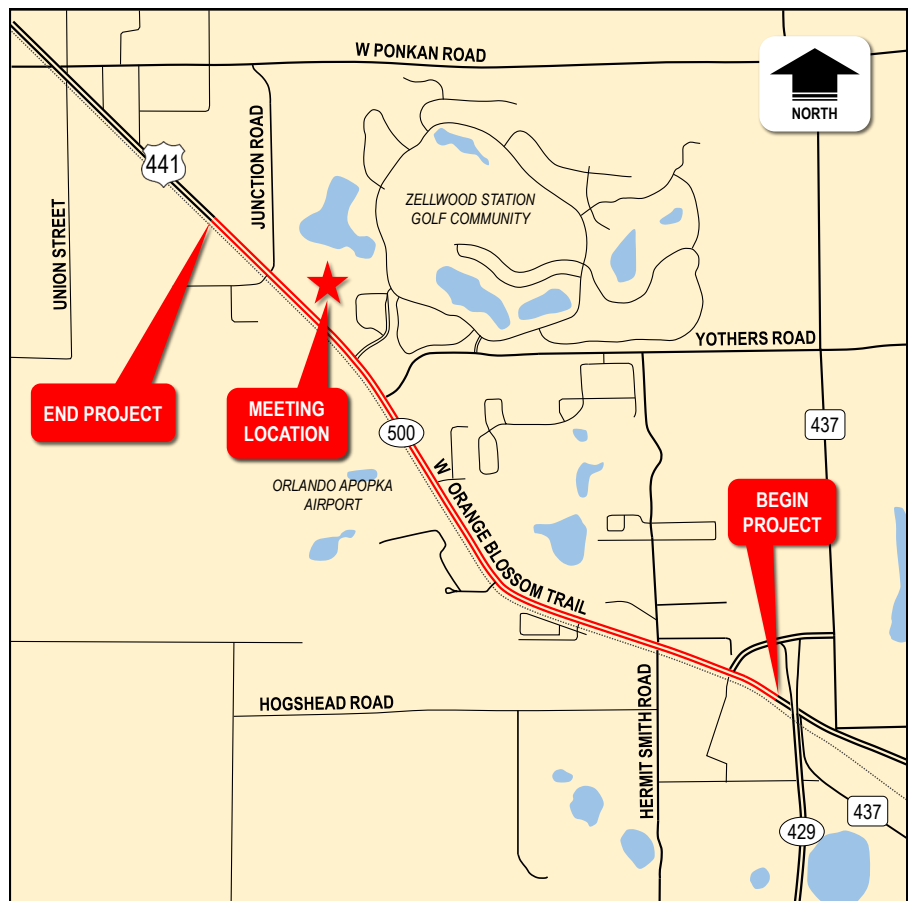 W PONKAN ROAD
NORTH
441
JUNCTION ROAD
UNION STREET
ZELLWOOD STATION
GOLF COMMUNITY
YOTHERS ROAD
END PROJECT
MEETING
LOCATION
500
437
ORLANDO APOPKA
AIRPORT
W ORANGE BLOSSOM TRAIL
BEGIN
PROJECT
HOGSHEAD ROAD
HERMIT SMITH ROAD
437
429